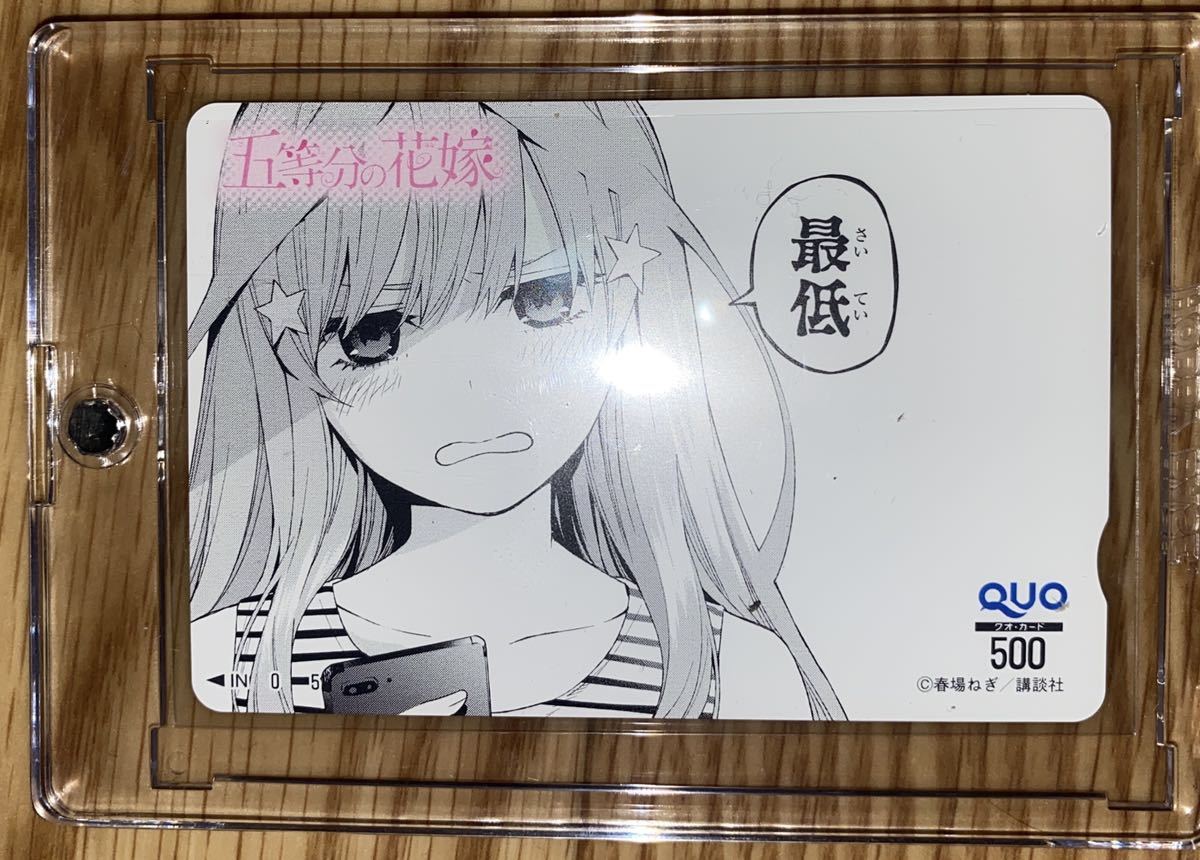 五等分の花嫁
最低
さいてい
QUO
クオ・カード
500
©春場ねぎ/講談社
◀IN 0 5